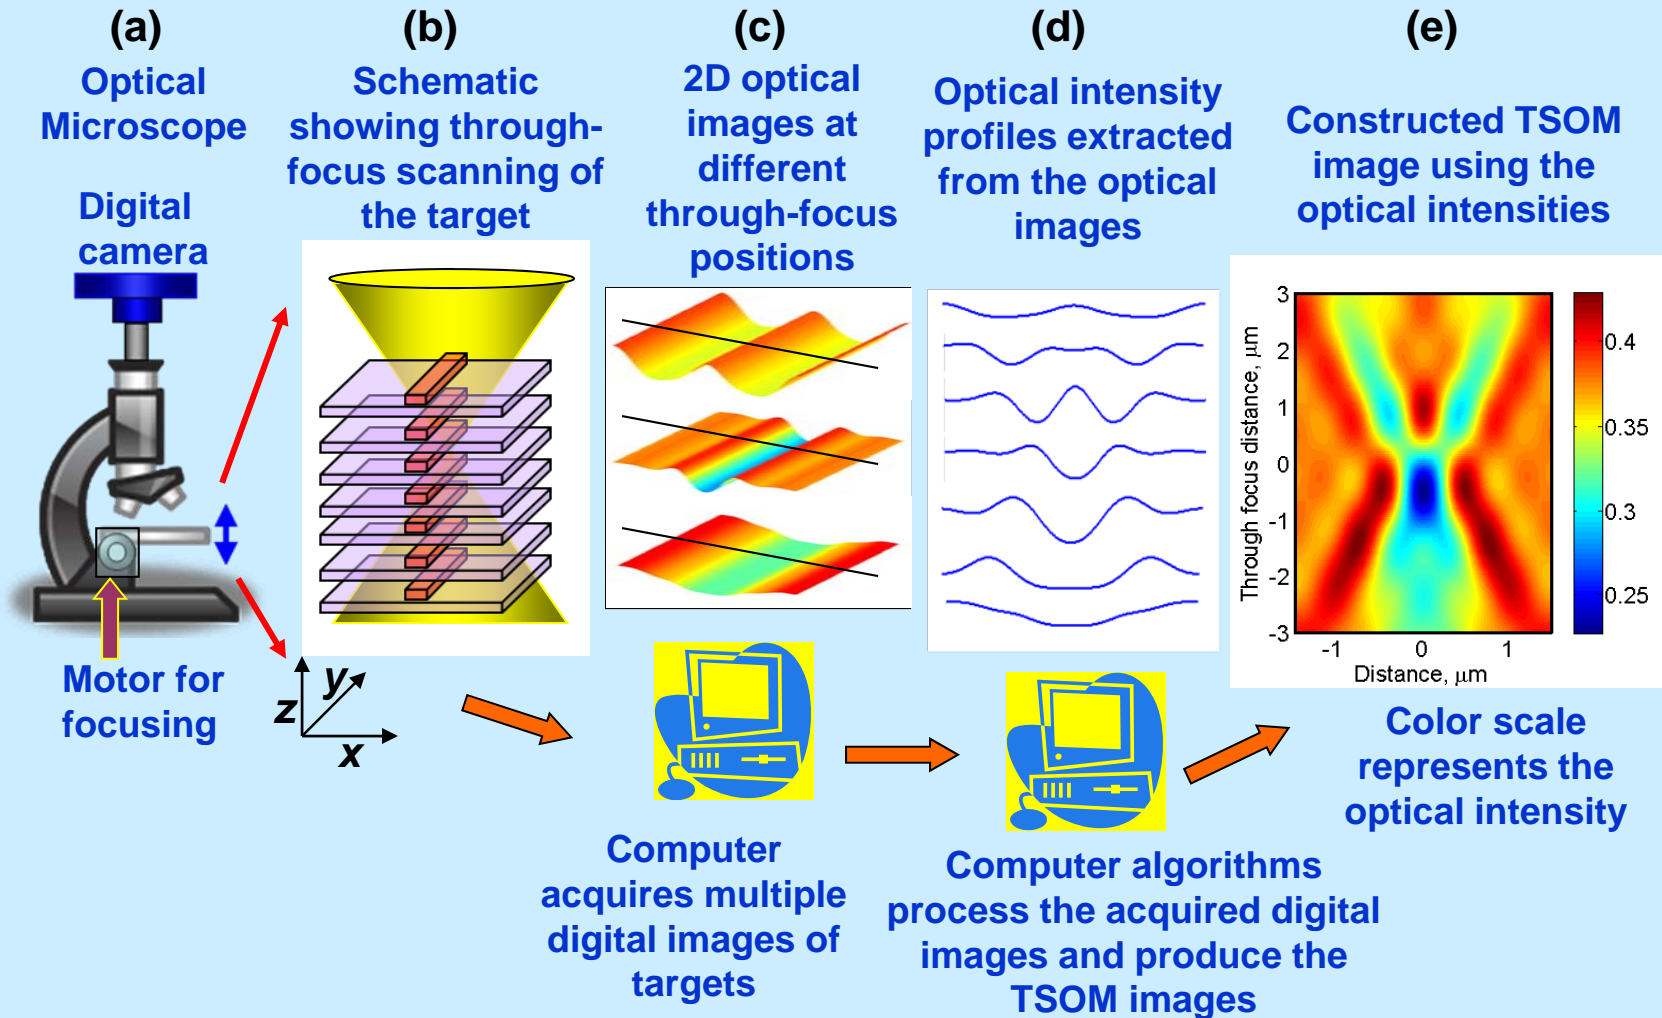 (a)
Optical
Microscope
Digital
camera
Motor for
focusing
(b)
Schematic
showing through-
focus scanning of
the target
z
y
x
(c)
2D optical
images at
different
through-focus
positions
Computer
acquires multiple
digital images of
targets
(d)
Optical intensity
profiles extracted
from the optical
images
Computer algorithms
process the acquired digital
images and produce the
TSOM images
(e)
Constructed TSOM
image using the
optical intensities
Through focus distance, μm
3
2
1
0
-1
-2
-3
-1
0
1
Distance, μm
0.4
0.35
0.3
0.25
Color scale
represents the
optical intensity